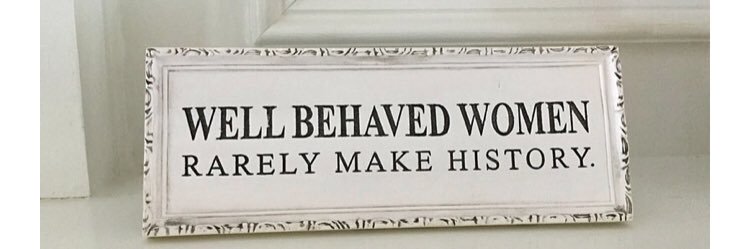 WELL BEHAVED WOMEN
RARELY MAKE HISTORY.